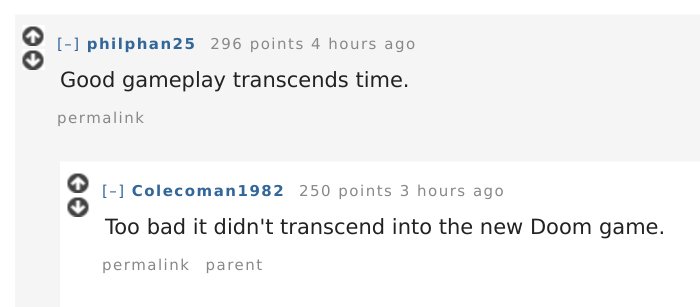 [–] philphan25 296 points 4 hours ago
Good gameplay transcends time.
permalink
[–] Colecoman1982 250 points 3 hours ago
Too bad it didn't transcend into the new Doom game.
permalink parent